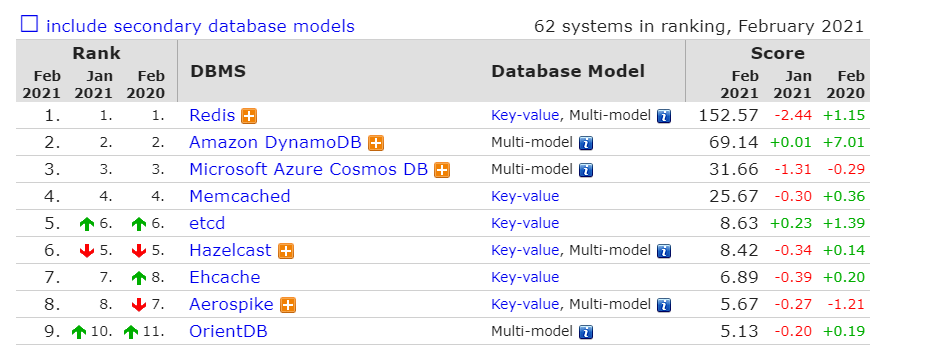 include secondary database models 62 systems in ranking, February 2021
Rank Score
Feb Jan Feb DBMS Database Model Feb Jan Feb
2021 2021 2020 2021 2021 2020
1. 1. 1. Redis Key-value, Multi-model 152.57 -2.44 +1.15
2. 2. 2. Amazon DynamoDB Multi-model 69.14 +0.01 +7.01
3. 3. 3. Microsoft Azure Cosmos DB Multi-model 31.66 -1.31 -0.29
4. 4. 4. Memcached Key-value 25.67 -0.30 +0.36
5. 6. 6. etcd Key-value 8.63 +0.23 +1.39
6. 5. 5. Hazelcast Key-value, Multi-model 8.42 -0.34 +0.14
7. 7. 8. Ehcache Key-value 6.89 -0.39 +0.20
8. 8. 7. Aerospike Key-value, Multi-model 5.67 -0.27 -1.21
9. 10. 11. OrientDB Multi-model 5.13 -0.20 +0.19